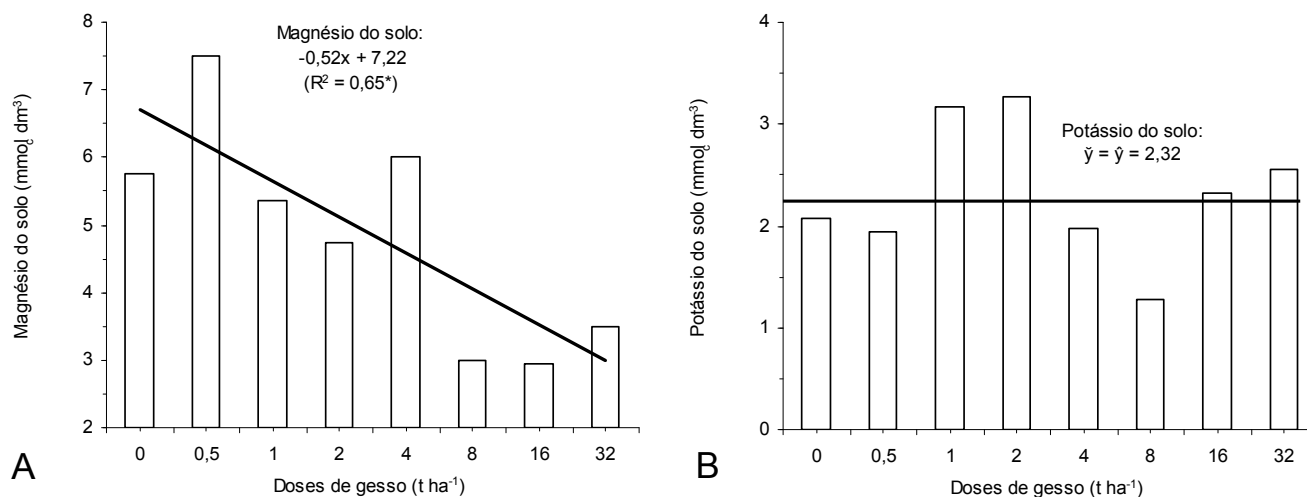 Magnésio do solo (mmolc dm-3)
8
7
6
5
4
3
2
Magnésio do solo:
-0,52x + 7,22
(R² = 0,65*)
0 0,5 1 2 4 8 16 32
Doses de gesso (t ha-1)
A
Potássio do solo (mmolc dm-3)
4
3
2
1
0
Potássio do solo:
y̌ = ŷ = 2,32
0 0,5 1 2 4 8 16 32
Doses de gesso (t ha-1)
B